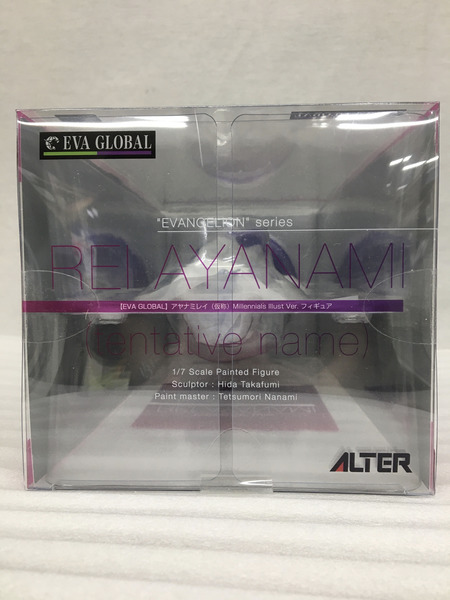 EVA GLOBAL
"EVANGELION" series
REI AYANAMI
【EVA GLOBAL】アヤナミレイ（仮称）Millennials Illust Ver. フィギュア
(tentative name)
1/7 Scale Painted Figure
Sculptor : Hida Takafumi
Paint master : Tetsumori Nanami
ALTER